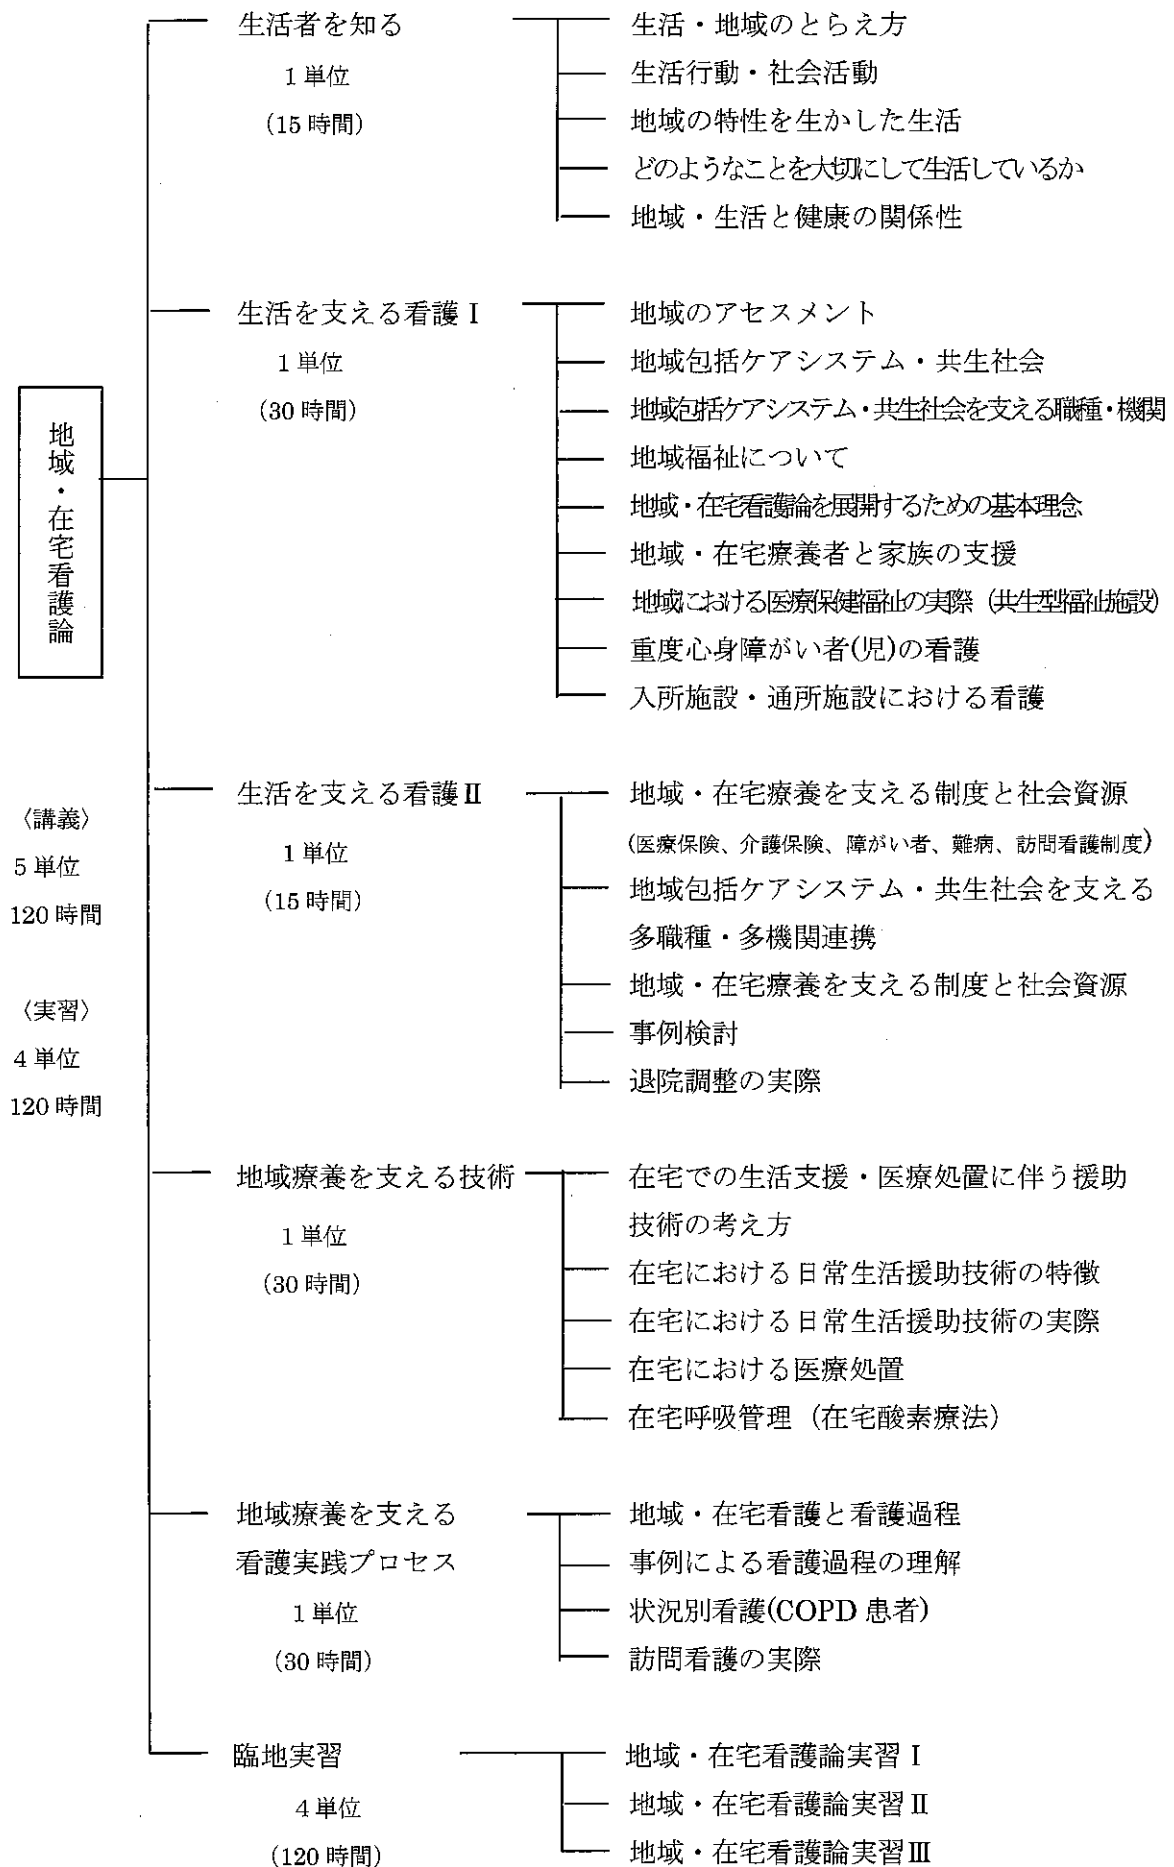 地域・在宅看護論
〈講義〉
5単位
120時間
〈実習〉
4単位
120時間
生活者を知る
1単位
(15時間)
生活・地域のとらえ方
生活行動・社会活動
地域の特性を生かした生活
どのようなことを大切にして生活しているか
地域・生活と健康の関係性
生活を支える看護Ⅰ
1単位
(30時間)
地域のアセスメント
地域包括ケアシステム・共生社会
地域包括ケアシステム・共生社会を支える職種・機関
地域福祉について
地域・在宅看護論を展開するための基本理念
地域・在宅療養者と家族の支援
地域における医療保健福祉の実際(共生型福祉施設)
重度心身障がい者(児)の看護
入所施設・通所施設における看護
生活を支える看護Ⅱ
1単位
(15時間)
地域・在宅療養を支える制度と社会資源
(医療保険、介護保険、障がい者、難病、訪問看護制度)
地域包括ケアシステム・共生社会を支える
多職種・多機関連携
地域・在宅療養を支える制度と社会資源
事例検討
退院調整の実際
地域療養を支える技術
1単位
(30時間)
在宅での生活支援・医療処置に伴う援助
技術の考え方
在宅における日常生活援助技術の特徴
在宅における日常生活援助技術の実際
在宅における医療処置
在宅呼吸管理(在宅酸素療法)
地域療養を支える
看護実践プロセス
1単位
(30時間)
地域・在宅看護と看護過程
事例による看護過程の理解
状況別看護(COPD患者)
訪問看護の実際
臨地実習
4単位
(120時間)
地域・在宅看護論実習Ⅰ
地域・在宅看護論実習Ⅱ
地域・在宅看護論実習Ⅲ